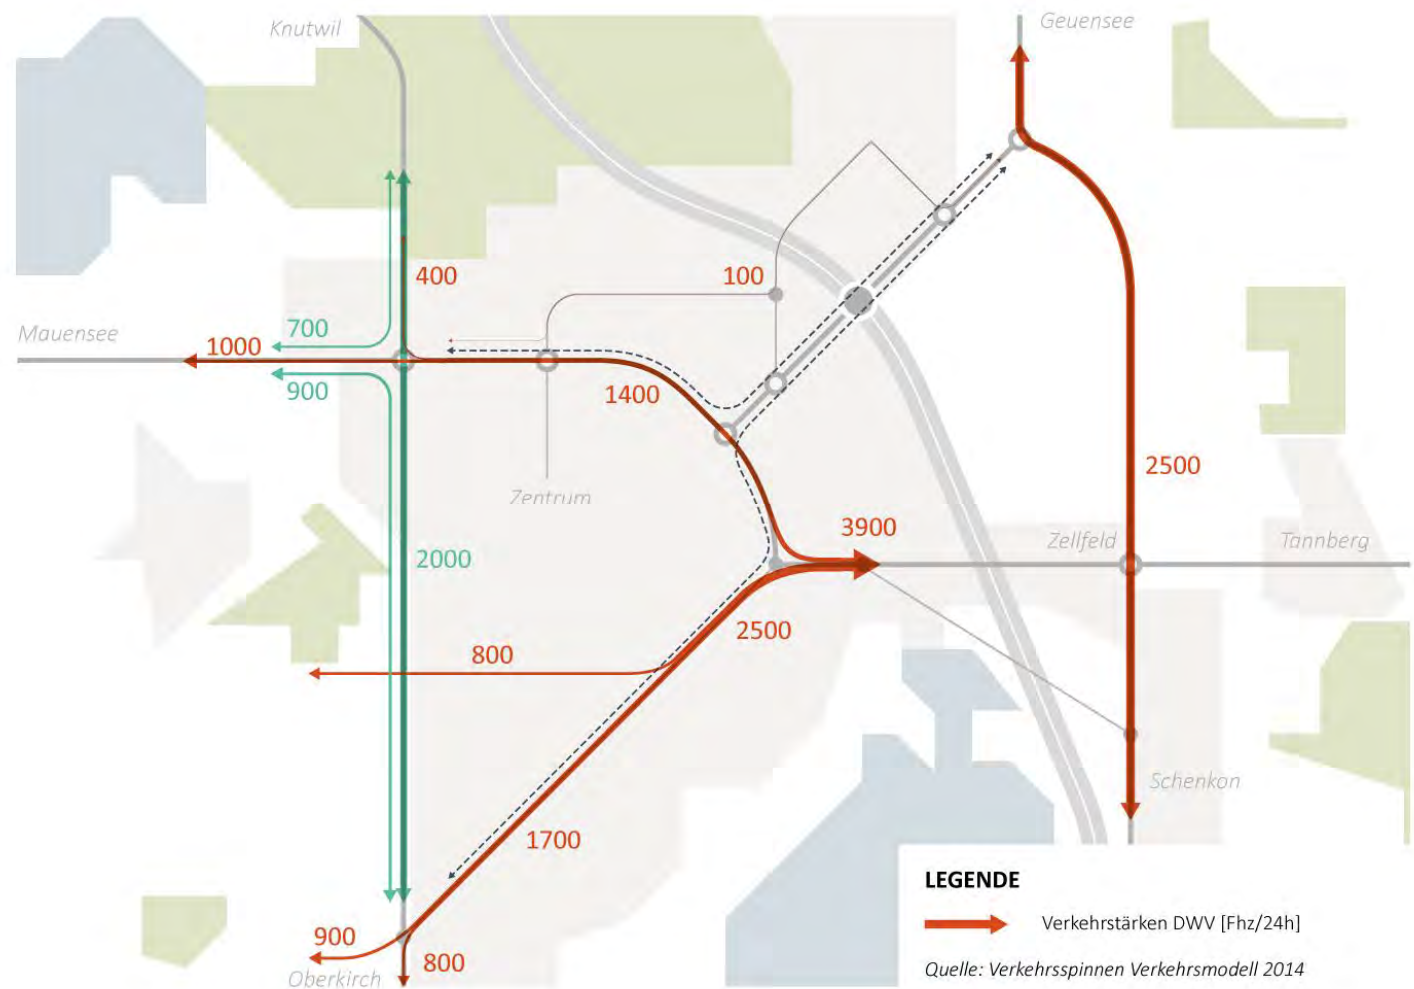 Knutwil
Geuensee
400
100
Mauensee
700
1000
900
1400
2500
Zentrum
3900
Zellfeld
Tannberg
2000
2500
800
Schenkon
1700
LEGENDE
Verkehrstärken DWV [Fhz/24h]
900
800
Oberkirch
Quelle: Verkehrsspinnen Verkehrsmodell 2014